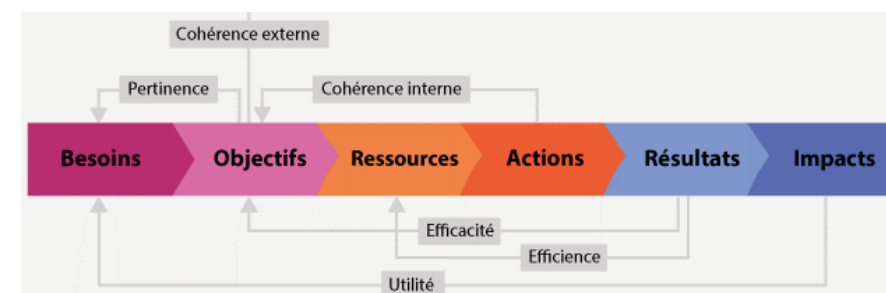 Cohérence externe
Pertinence
Cohérence interne
Besoins
Objectifs
Ressources
Actions
Résultats
Impacts
Efficacité
Efficience
Utilité